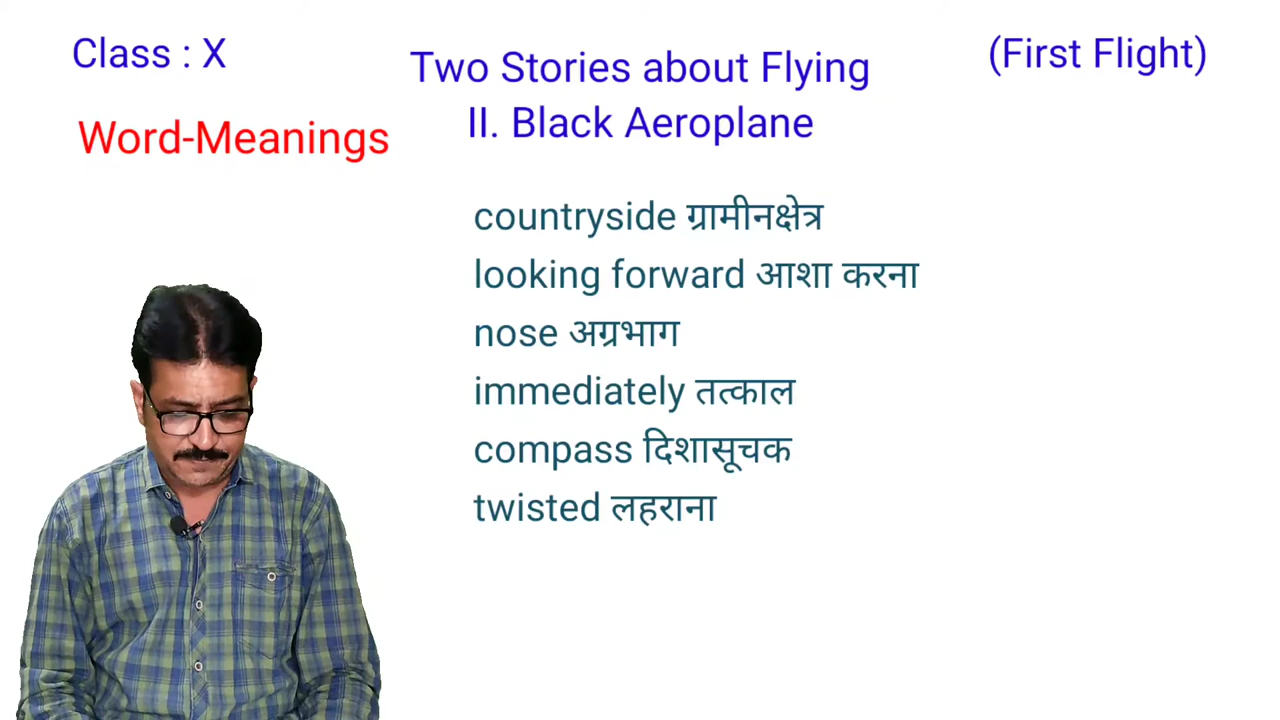 Class : X
Two Stories about Flying
(First Flight)
Word-Meanings
II. Black Aeroplane
countryside ग्रामीनक्षेत्र
looking forward आशा करना
nose अग्रभाग
immediately तत्काल
compass दिशासूचक
twisted लहराना